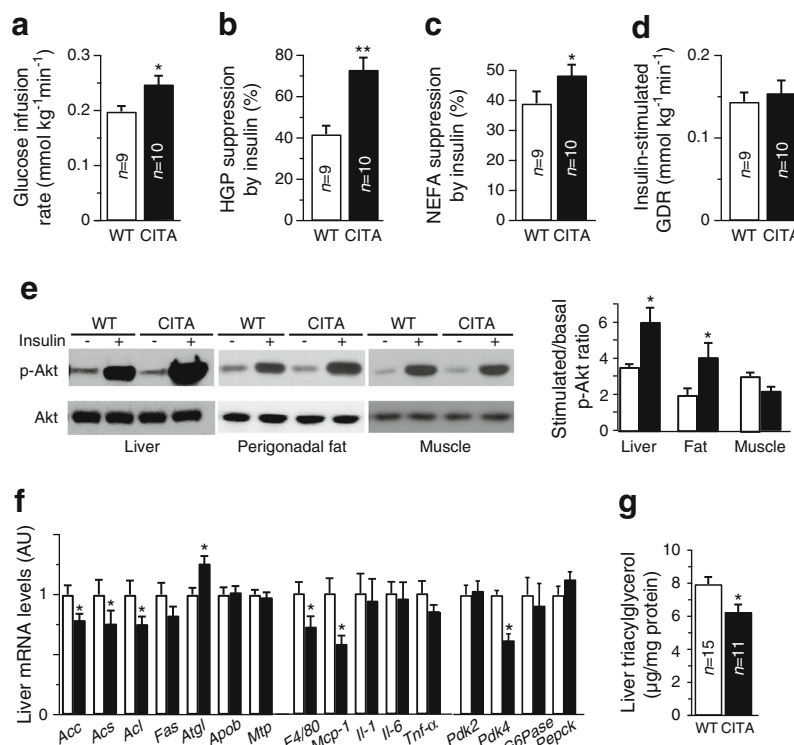 a
b
c
d
Glucose infusion
rate (mmol kg⁻¹min⁻¹)
0.3
0.2
0.1
0
n=9
n=10
*
WT CITA
HGP suppression
by insulin (%)
80
60
40
20
0
n=9
n=10
**
WT CITA
NEFA suppression
by insulin (%)
60
50
40
30
20
10
0
n=9
n=10
*
WT CITA
Insulin-stimulated
GDR (mmol kg⁻¹min⁻¹)
0.2
0.1
0
n=9
n=10
WT CITA
e
WT CITA WT CITA WT CITA
Insulin - + - + - + - + - + - +
p-Akt
Akt
Liver Perigonadal fat Muscle
Stimulated/basal
p-Akt ratio
8
6
4
2
0
* *
Liver Fat Muscle
f
Liver mRNA levels (AU)
2
1
0
* * * * * * *
Acc Acs Acl Fas Atgl Apob Mtp F4/80 Mcp-1 Il-1 Il-6 Tnf-α Pdk2 Pdk4 G6Pase Pepck
g
Liver triacylglycerol
(µg/mg protein)
12
10
8
6
4
2
0
n=15
n=11
*
WT CITA